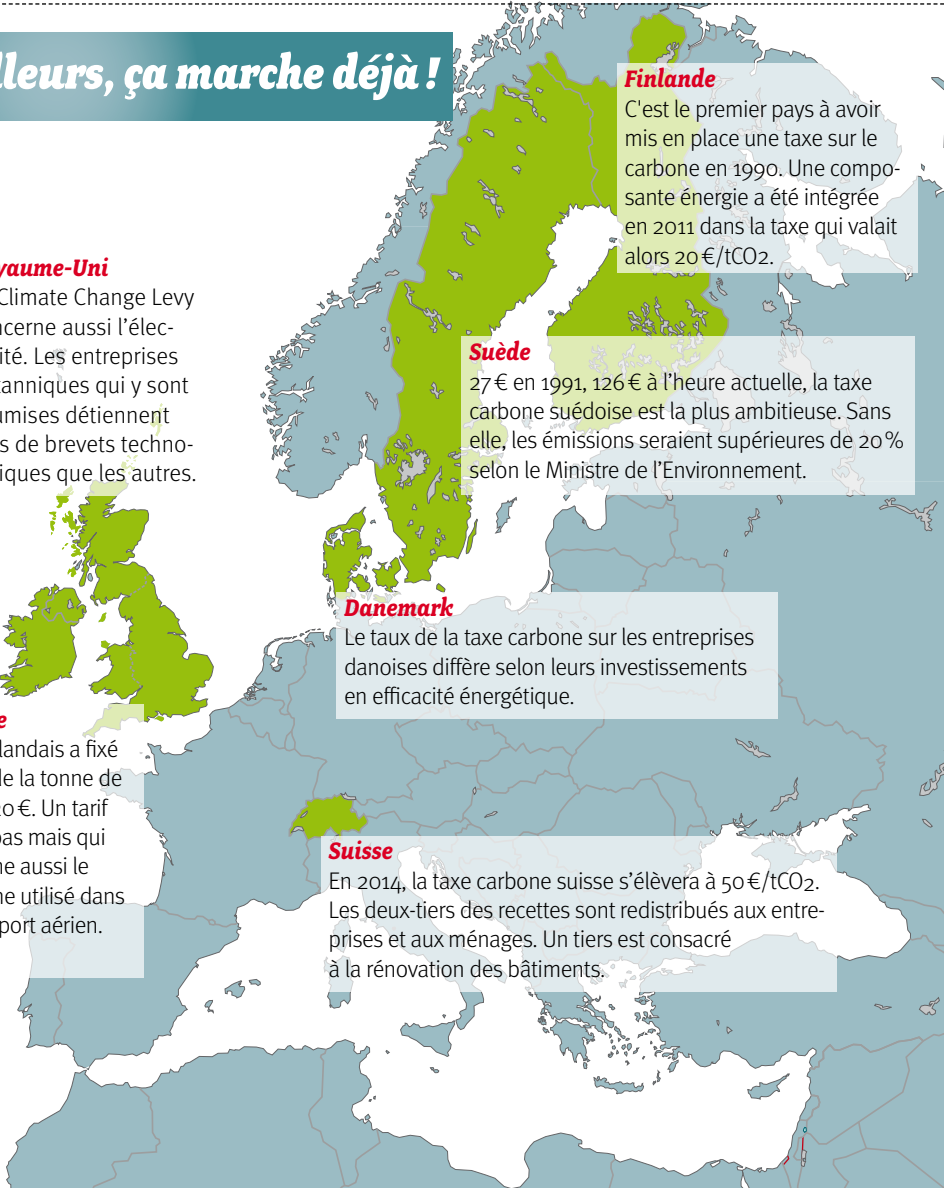 lleurs, ça marche déjà !
Finlande
C'est le premier pays à avoir
mis en place une taxe sur le
carbone en 1990. Une compo-
sante énergie a été intégrée
en 2011 dans la taxe qui valait
alors 20 €/tCO2.
yaume-Uni
Climate Change Levy
ncerne aussi l’élec-
ité. Les entreprises
tanniques qui y sont
umises détiennent
s de brevets techno-
iques que les autres.
Suède
27 € en 1991, 126 € à l’heure actuelle, la taxe
carbone suédoise est la plus ambitieuse. Sans
elle, les émissions seraient supérieures de 20 %
selon le Ministre de l’Environnement.
Danemark
Le taux de la taxe carbone sur les entreprises
danoises diffère selon leurs investissements
en efficacité énergétique.
e
landais a fixé
de la tonne de
20 €. Un tarif
pas mais qui
ne aussi le
ne utilisé dans
port aérien.
Suisse
En 2014, la taxe carbone suisse s’élèvera à 50 €/tCO2.
Les deux-tiers des recettes sont redistribués aux entre-
prises et aux ménages. Un tiers est consacré
à la rénovation des bâtiments.